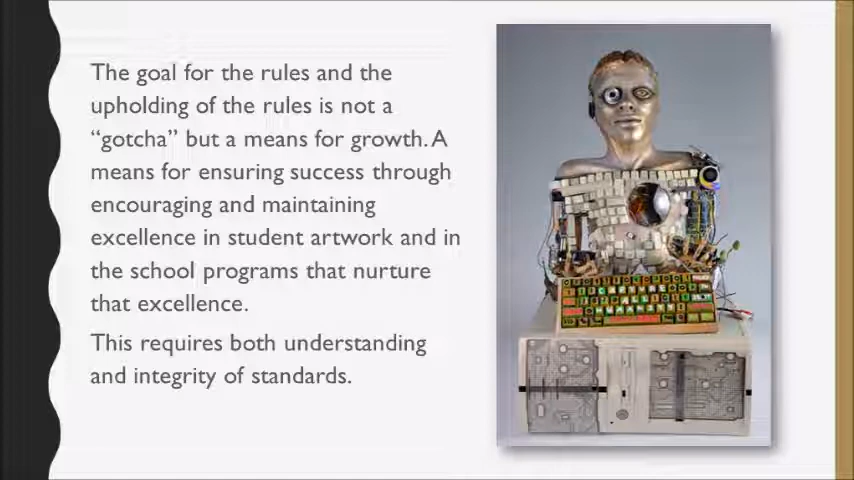 The goal for the rules and the
upholding of the rules is not a
“gotcha” but a means for growth. A
means for ensuring success through
encouraging and maintaining
excellence in student artwork and in
the school programs that nurture
that excellence.
This requires both understanding
and integrity of standards.